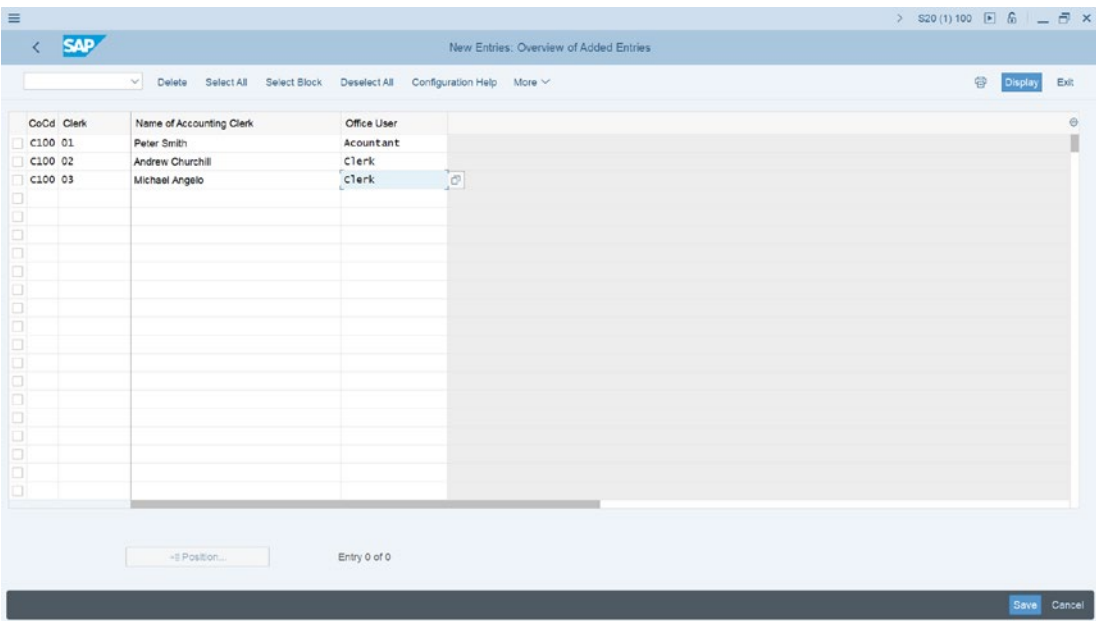 S20 (1) 100
SAP
New Entries: Overview of Added Entries
Delete Select All Select Block Deselect All Configuration Help More Display Exit
CoCd Clerk Name of Accounting Clerk Office User
C100 01 Peter Smith Acountant
C100 02 Andrew Churchill Clerk
C100 03 Michael Angelo Clerk
Position... Entry 0 of 0
Save Cancel